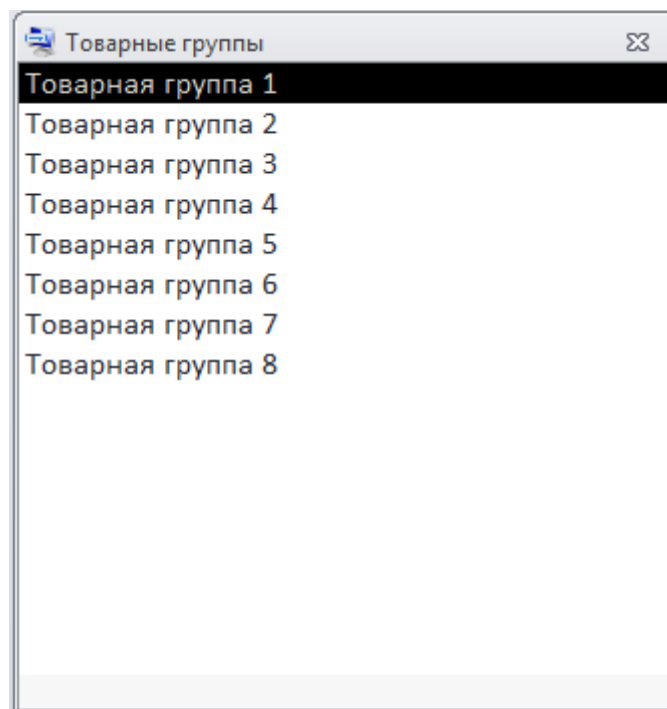 Товарные группы
Товарная группа 1
Товарная группа 2
Товарная группа 3
Товарная группа 4
Товарная группа 5
Товарная группа 6
Товарная группа 7
Товарная группа 8